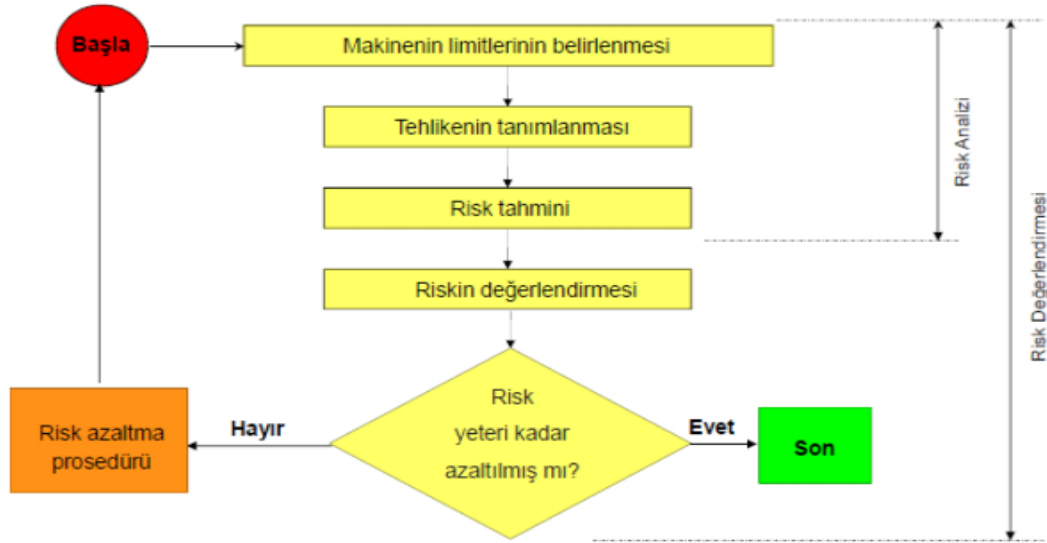 Başla
Makinenin limitlerinin belirlenmesi
Tehlikenin tanımlanması
Risk tahmini
Riskin değerlendirmesi
Risk
yeteri kadar
azaltılmış mı?
Hayır
Evet
Risk azaltma
prosedürü
Son
Risk Analizi
Risk Değerlendirmesi